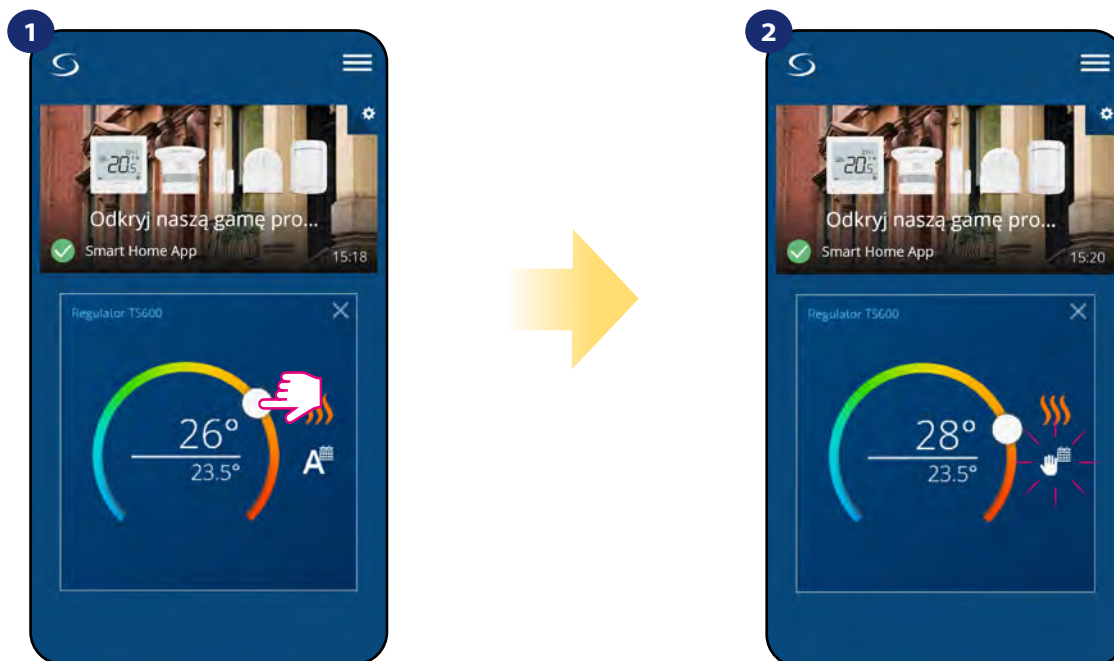 1
Odkryj naszą gamę pro...
Smart Home App
15:18
Regulator TS600
26°
23.5°
A
2
Odkryj naszą gamę pro...
Smart Home App
15:20
Regulator TS600
28°
23.5°